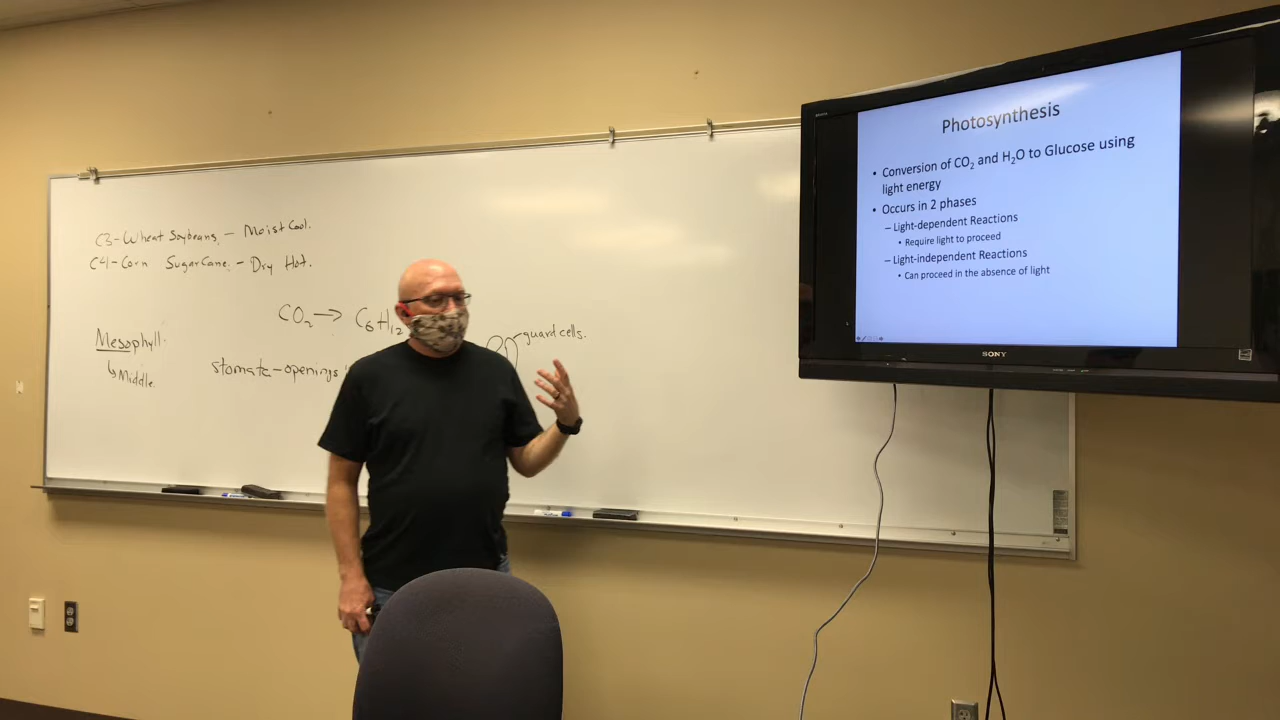 C3-Wheat Soybeans - Moist Cool.
C4-Corn SugarCane - Dry Hot.
CO₂ → C₆H₁₂
Mesophyll
Middle.
stomate-openings
guard cells.
Photosynthesis
• Conversion of CO₂ and H₂O to Glucose using
light energy
• Occurs in 2 phases
– Light-dependent Reactions
• Require light to proceed
– Light-independent Reactions
• Can proceed in the absence of light
SONY